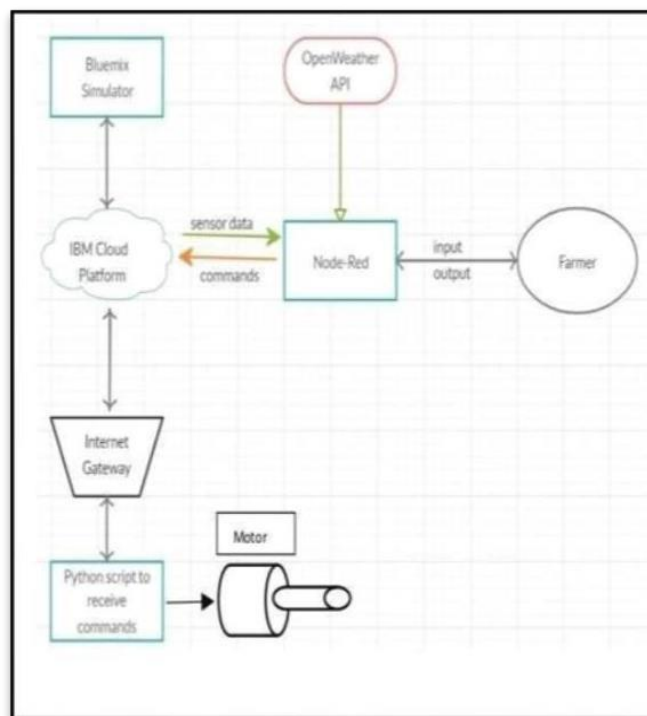 Bluemix
Simulator
OpenWeather
API
sensor data
IBM Cloud
Platform
commands
Node-Red
input
output
Farmer
Internet
Gateway
Motor
Python script to
receive
commands